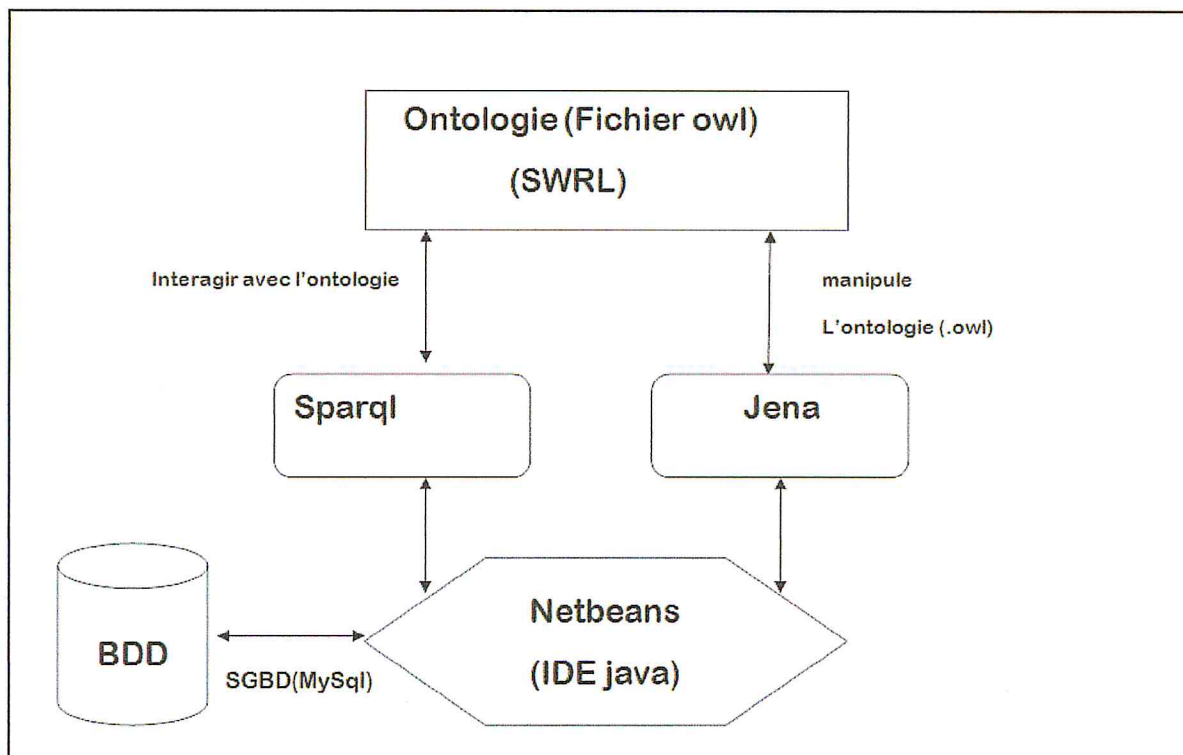 Ontologie (Fichier owl)
(SWRL)
Interagir avec l'ontologie
manipule
L'ontologie (.owl)
Sparql
Jena
BDD
SGBD(MySql)
Netbeans
(IDE java)